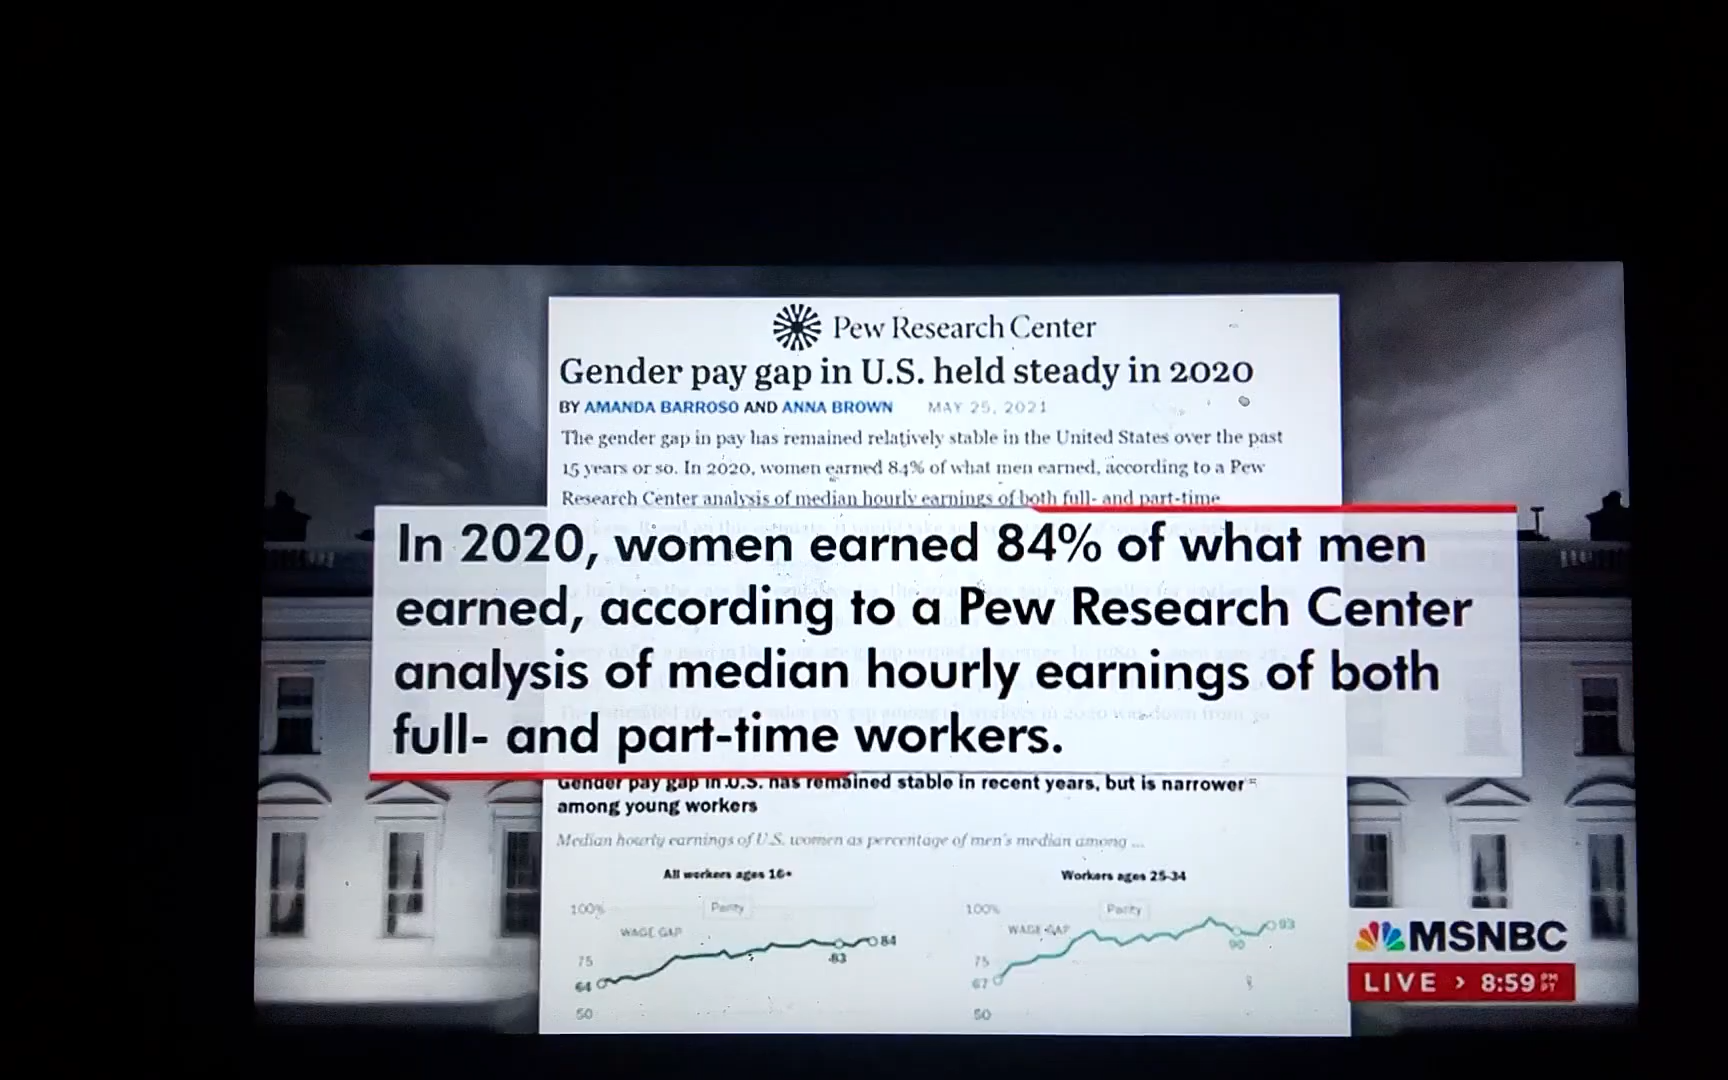 Pew Research Center
Gender pay gap in U.S. held steady in 2020
BY AMANDA BARROSO AND ANNA BROWN MAY 25, 2021
The gender gap in pay has remained relatively stable in the United States over the past
15 years or so. In 2020, women earned 84% of what men earned, according to a Pew
Research Center analysis of median hourly earnings of both full- and part-time
In 2020, women earned 84% of what men
earned, according to a Pew Research Center
analysis of median hourly earnings of both
full- and part-time workers.
Gender pay gap in U.S. has remained stable in recent years, but is narrower
among young workers
Median hourly earnings of U.S. women as percentage of men's median among ...
All workers ages 16+
Workers ages 25-34
100%
Parity
100%
Parity
WAGE GAP
84
83
75
64
50
WAGE GAP
93
90
75
67
50
MSNBC
LIVE > 8:59 PM PT